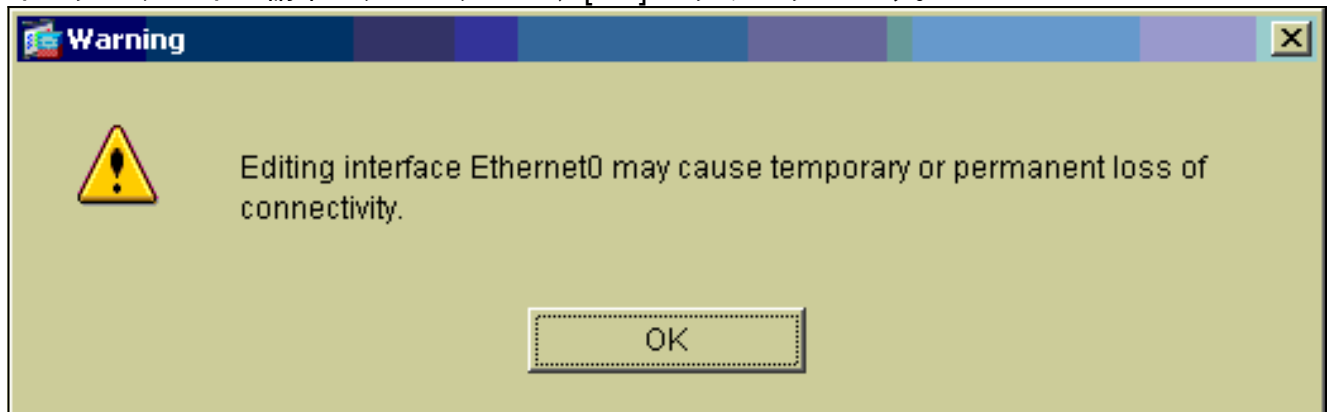 Warning
Editing interface Ethernet0 may cause temporary or permanent loss of
connectivity.
OK